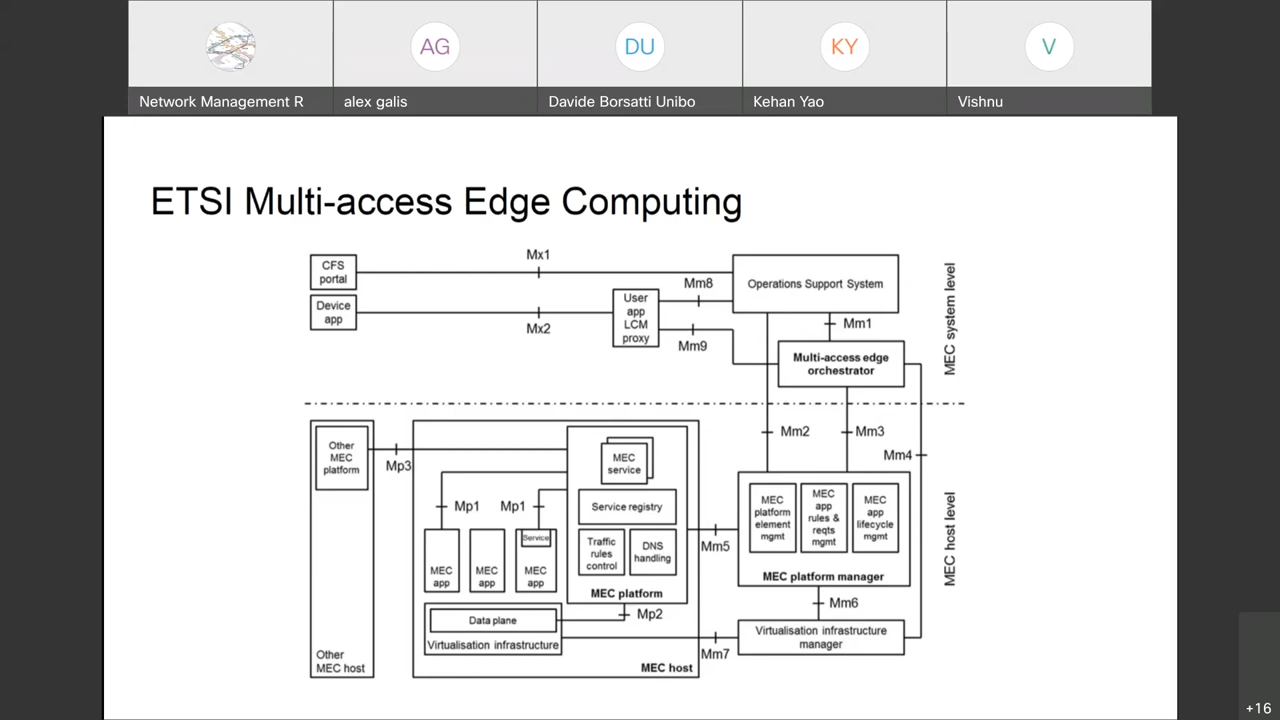 AG
DU
KY
V
Network Management R
alex galis
Davide Borsatti Unibo
Kehan Yao
Vishnu
ETSI Multi-access Edge Computing
CFS
portal
Mx1
Operations Support System
Device
app
Mx2
User
app
LCM
proxy
Mm8
Mm9
Mm1
Multi-access edge
orchestrator
MEC system level
Other
MEC
platform
Mp3
Mp1
Mp1
MEC
service
Service registry
Traffic
rules
control
DNS
handling
MEC platform
Service
MEC
app
MEC
app
MEC
app
Mp2
Data plane
Virtualisation infrastructure
Other
MEC host
MEC host
Mm2
Mm3
Mm4
Mm5
MEC
platform
element
mgmt
MEC
app
rules &
reqts
mgmt
MEC
app
lifecycle
mgmt
MEC platform manager
Mm6
Mm7
Virtualisation infrastructure
manager
MEC host level
+16